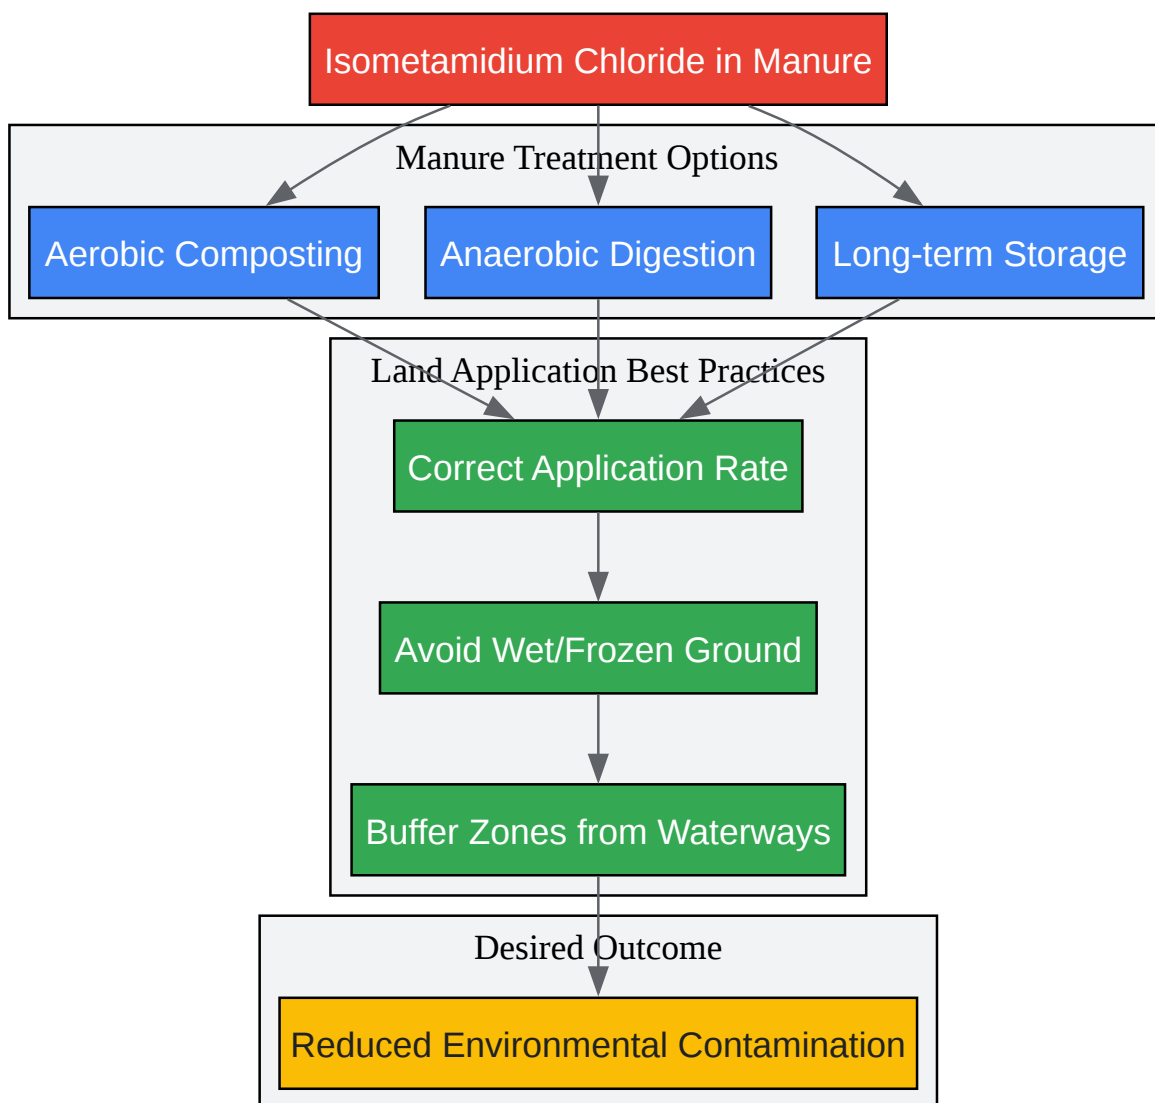 Isometamidium Chloride in Manure
Manure Treatment Options
Aerobic Composting
Anaerobic Digestion
Long-term Storage
Land Application Best Practices
Correct Application Rate
Avoid Wet/Frozen Ground
Buffer Zones from Waterways
Desired Outcome
Reduced Environmental Contamination